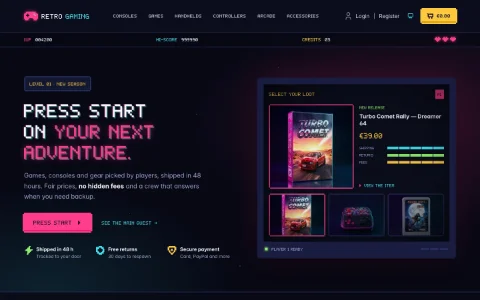 RETRO GAMING
CONSOLES GAMES HANDHELDS CONTROLLERS ARCADE ACCESSORIES
Login | Register
€0.00
1UP 004200
HI-SCORE 999990
CREDITS 03
LEVEL 01 · NEW SEASON
PRESS START
ON YOUR NEXT
ADVENTURE.
Games, consoles and gear picked by players, shipped in 48
hours. Fair prices, no hidden fees and a crew that answers
when you need backup.
PRESS START
SEE THE MAIN QUEST →
Shipped in 48 h
Tracked to your door
Free returns
30 days to respawn
Secure payment
Card, PayPal and more
SELECT YOUR LOOT
NEW RELEASE
Turbo Comet Rally — Dreamer
64
€39.00
VIEW THE ITEM
TURBO
COMET
PLAYER 1 READY